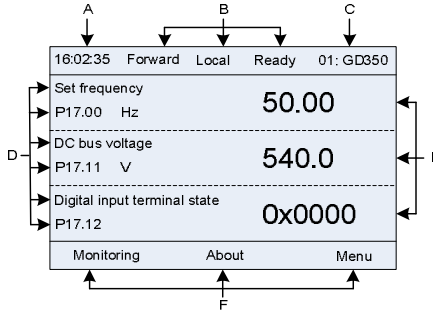 A B C
16:02:35 Forward Local Ready 01: GD350
Set frequency
P17.00 Hz 50.00
DC bus voltage
D P17.11 V 540.0
Digital input terminal state
P17.12 0x0000
Monitoring About Menu
F